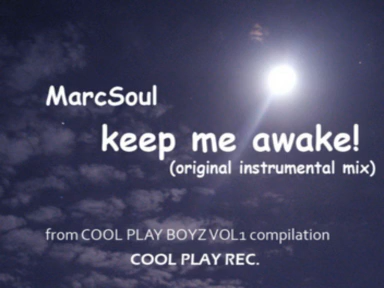 MarcSoul
keep me awake!
(original instrumental mix)
from COOL PLAY BOYZ VOL1 compilation
COOL PLAY REC.